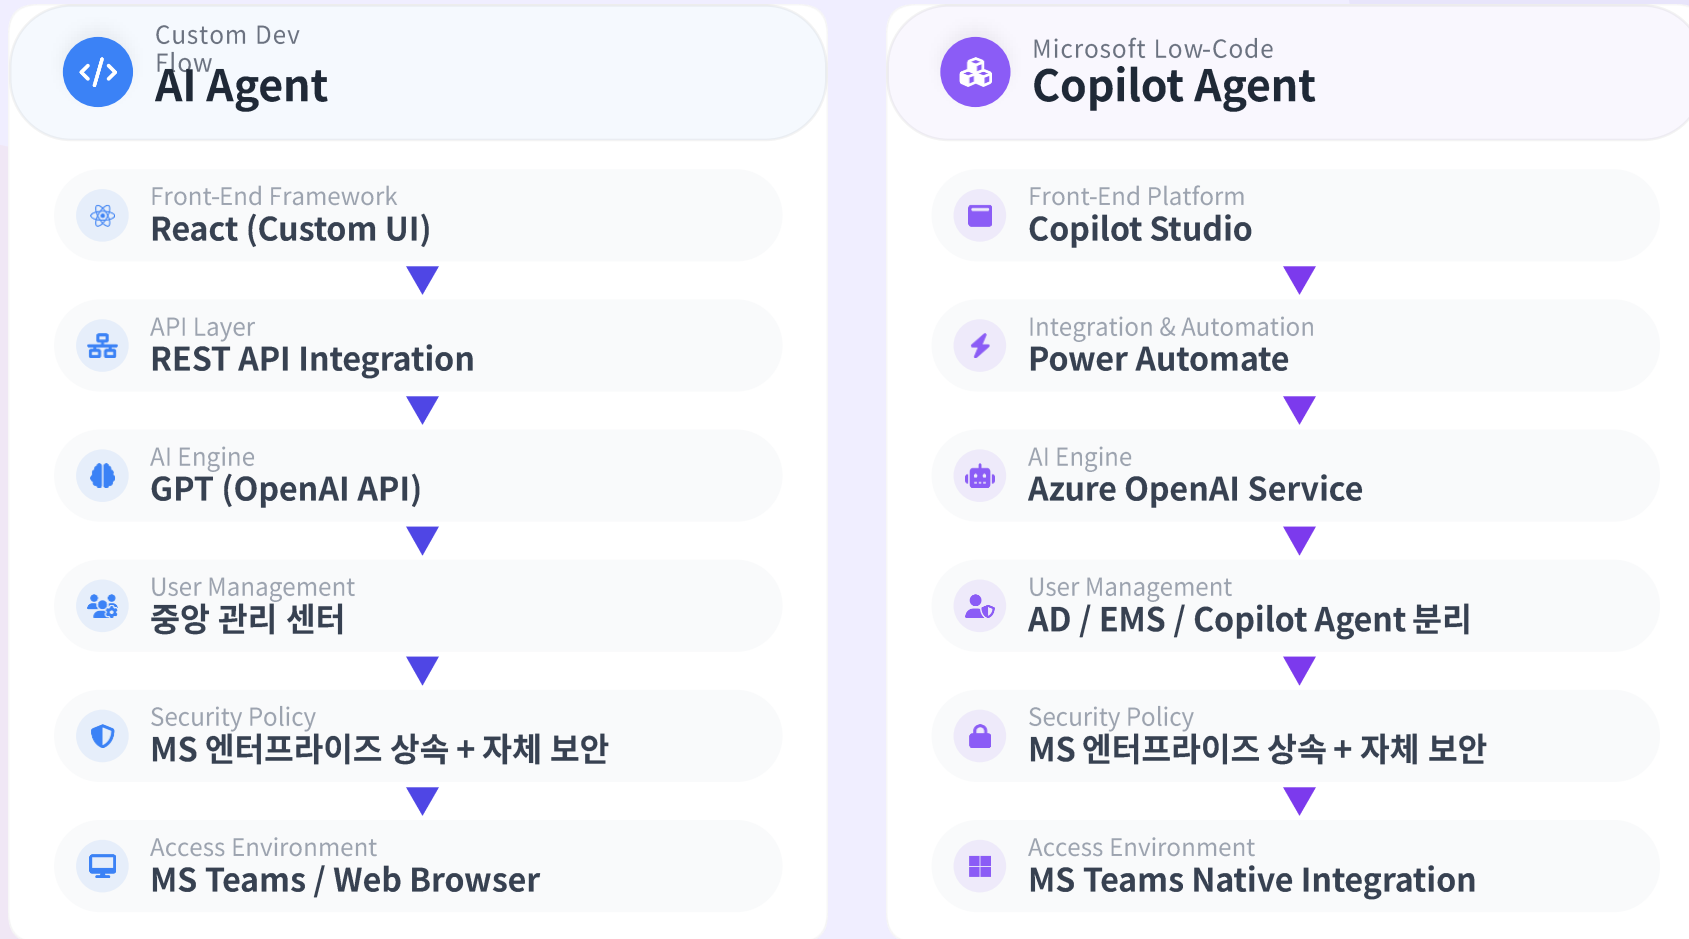 Custom Dev
Flow
AI Agent
Front-End Framework
React (Custom UI)
API Layer
REST API Integration
AI Engine
GPT (OpenAI API)
User Management
중앙 관리 센터
Security Policy
MS 엔터프라이즈 상속 + 자체 보안
Access Environment
MS Teams / Web Browser
Microsoft Low-Code
Copilot Agent
Front-End Platform
Copilot Studio
Integration & Automation
Power Automate
AI Engine
Azure OpenAI Service
User Management
AD / EMS / Copilot Agent 분리
Security Policy
MS 엔터프라이즈 상속 + 자체 보안
Access Environment
MS Teams Native Integration